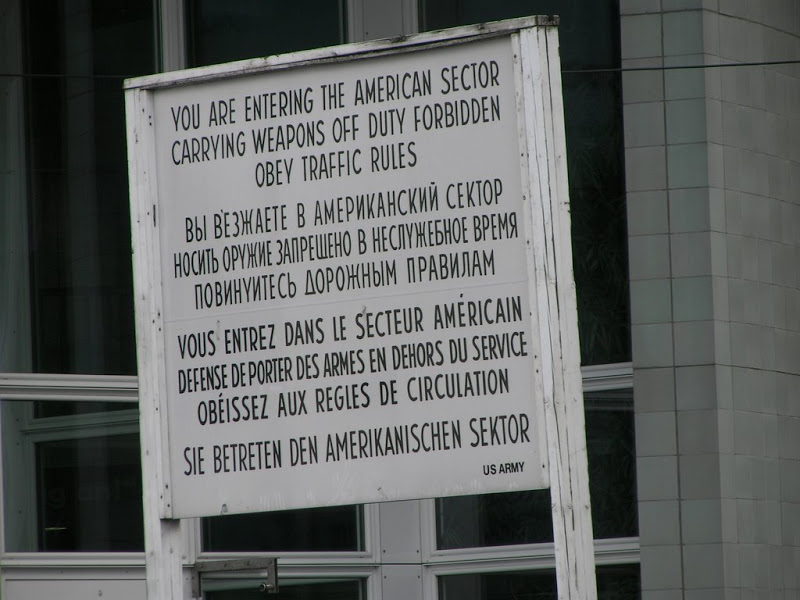 YOU ARE ENTERING THE AMERICAN SECTOR
CARRYING WEAPONS OFF DUTY FORBIDDEN
OBEY TRAFFIC RULES
ВЫ В'ЕЗЖАЕТЕ В АМЕРИКАНСКИЙ СЕКТОР
НОСИТЬ ОРУЖИЕ ЗАПРЕЩЕНО В НЕСЛУЖЕБНОЕ ВРЕМЯ
ПОВИНУИТЕСЬ ДОРОЖНЫМ ПРАВИЛАМ
VOUS ENTREZ DANS LE SECTEUR AMÉRICAIN
DEFENSE DE PORTER DES ARMES EN DEHORS DU SERVICE
OBÉISSEZ AUX REGLES DE CIRCULATION
SIE BETRETEN DEN AMERIKANISCHEN SEKTOR
US ARMY